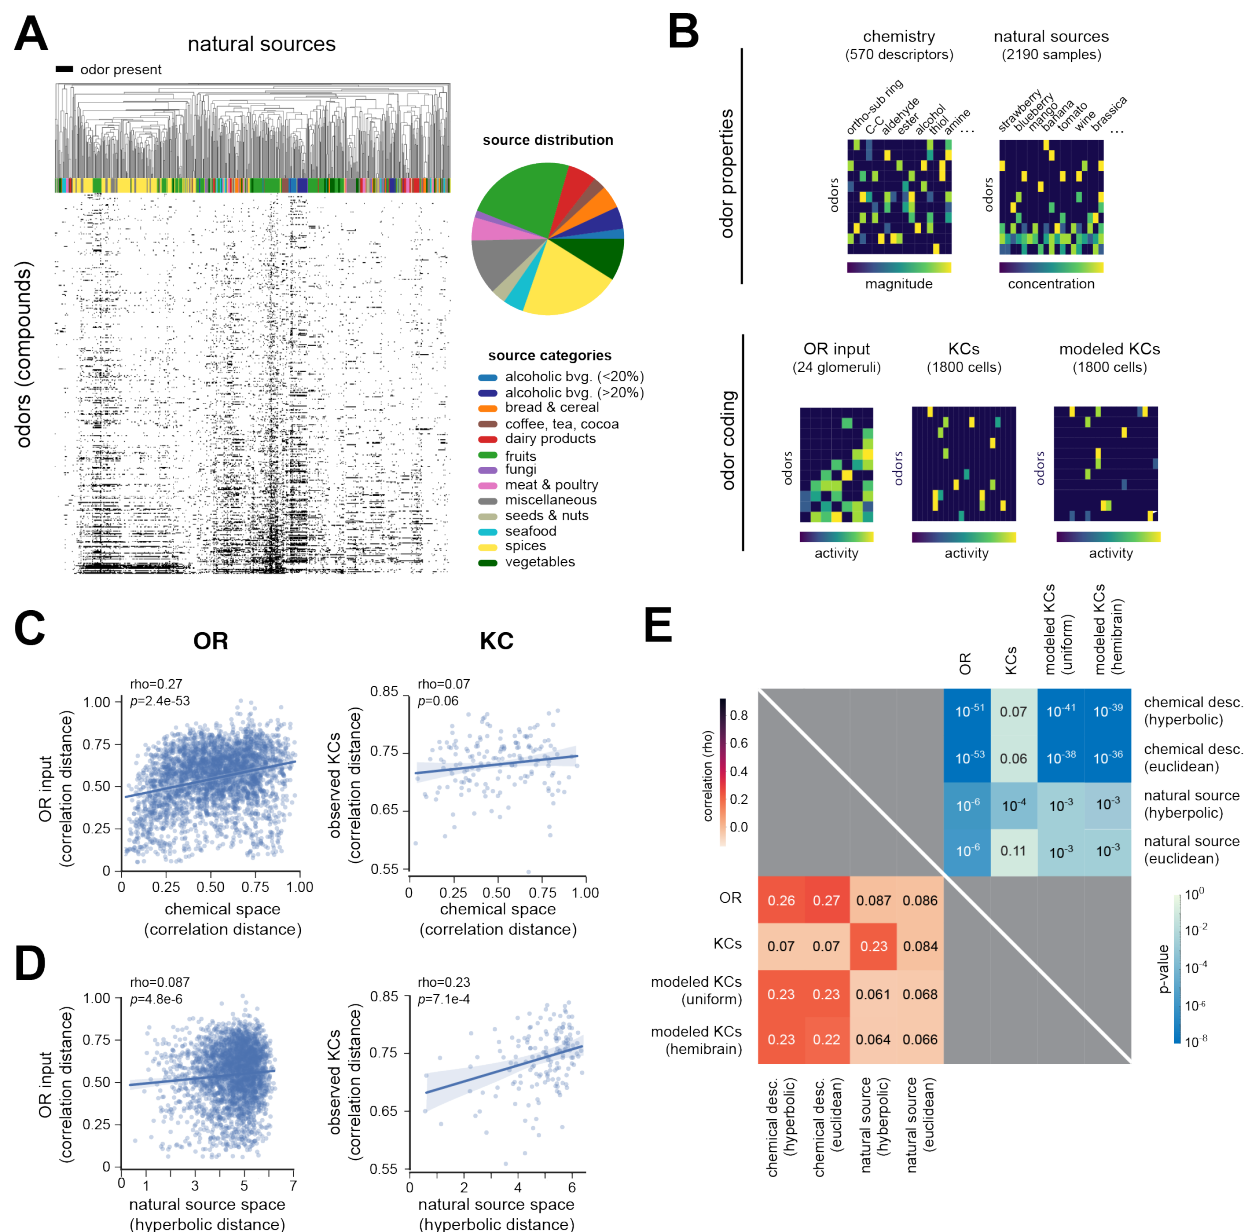 A
natural sources
odor present
odors (compounds)
source distribution
source categories
alcoholic bvg. (<20%)
alcoholic bvg. (>20%)
bread & cereal
coffee, tea, cocoa
dairy products
fruits
fungi
meat & poultry
miscellaneous
seeds & nuts
seafood
spices
vegetables
B
odor properties
chemistry
(570 descriptors)
ortho-sub ring
C-C
aldehyde
ester
alcohol
thiol
amine
...
odors
magnitude
natural sources
(2190 samples)
strawberry
blueberry
mango
banana
tomato
wine
brassica
...
odors
concentration
odor coding
OR input
(24 glomeruli)
odors
activity
KCs
(1800 cells)
odors
activity
modeled KCs
(1800 cells)
odors
activity
C
OR
rho=0.27
p=2.4e-53
OR input
(correlation distance)
1.00
0.75
0.50
0.25
0
0 0.25 0.50 0.75 1.00
chemical space
(correlation distance)
KC
rho=0.07
p=0.06
observed KCs
(correlation distance)
0.85
0.75
0.65
0.55
0 0.25 0.50 0.75 1.00
chemical space
(correlation distance)
D
rho=0.087
p=4.8e-6
OR input
(correlation distance)
1.00
0.75
0.50
0.25
0
0 1 3 5 7
natural source space
(hyperbolic distance)
rho=0.23
p=7.1e-4
observed KCs
(correlation distance)
0.85
0.75
0.65
0.55
0 2 4 6
natural source space
(hyperbolic distance)
E
OR
KCs
modeled KCs
(uniform)
modeled KCs
(hemibrain)
correlation (rho)
0.8
0.6
0.4
0.2
0.0
10-51 0.07 10-41 10-39
chemical desc.
(hyperbolic)
10-53 0.06 10-38 10-36
chemical desc.
(euclidean)
10-6 10-4 10-3 10-3
natural source
(hyberpolic)
10-6 0.11 10-3 10-3
natural source
(euclidean)
OR
0.26 0.27 0.087 0.086
KCs
0.07 0.07 0.23 0.084
modeled KCs
(uniform)
0.23 0.23 0.061 0.068
modeled KCs
(hemibrain)
0.23 0.22 0.064 0.066
p-value
100
10-2
10-4
10-6
10-8
chemical desc.
(hyperbolic)
chemical desc.
(euclidean)
natural source
(hyberpolic)
natural source
(euclidean)